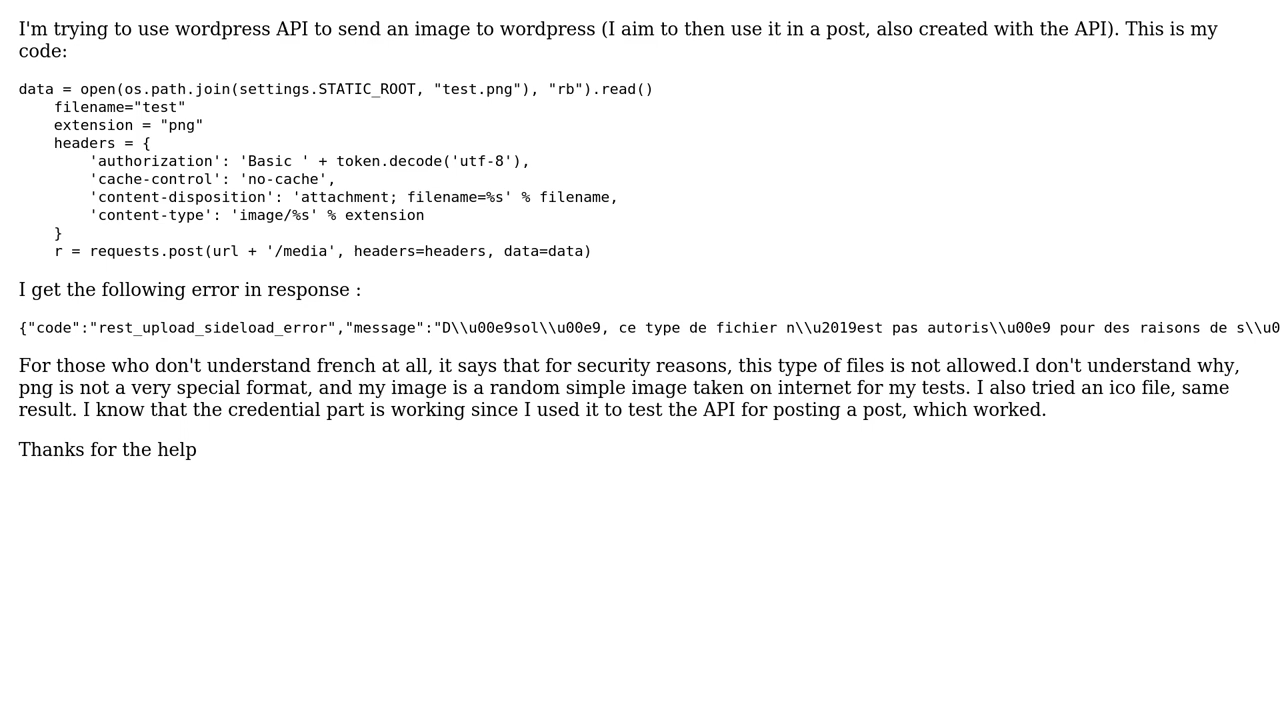 I'm trying to use wordpress API to send an image to wordpress (I aim to then use it in a post, also created with the API). This is my
code:
data = open(os.path.join(settings.STATIC_ROOT, "test.png"), "rb").read()
    filename="test"
    extension = "png"
    headers = {
        'authorization': 'Basic ' + token.decode('utf-8'),
        'cache-control': 'no-cache',
        'content-disposition': 'attachment; filename=%s' % filename,
        'content-type': 'image/%s' % extension
    }
    r = requests.post(url + '/media', headers=headers, data=data)
I get the following error in response :
{"code":"rest_upload_sideload_error","message":"D\\u00e9sol\\u00e9, ce type de fichier n\\u2019est pas autoris\\u00e9 pour des raisons de s\\u0
For those who don't understand french at all, it says that for security reasons, this type of files is not allowed.I don't understand why,
png is not a very special format, and my image is a random simple image taken on internet for my tests. I also tried an ico file, same
result. I know that the credential part is working since I used it to test the API for posting a post, which worked.
Thanks for the help